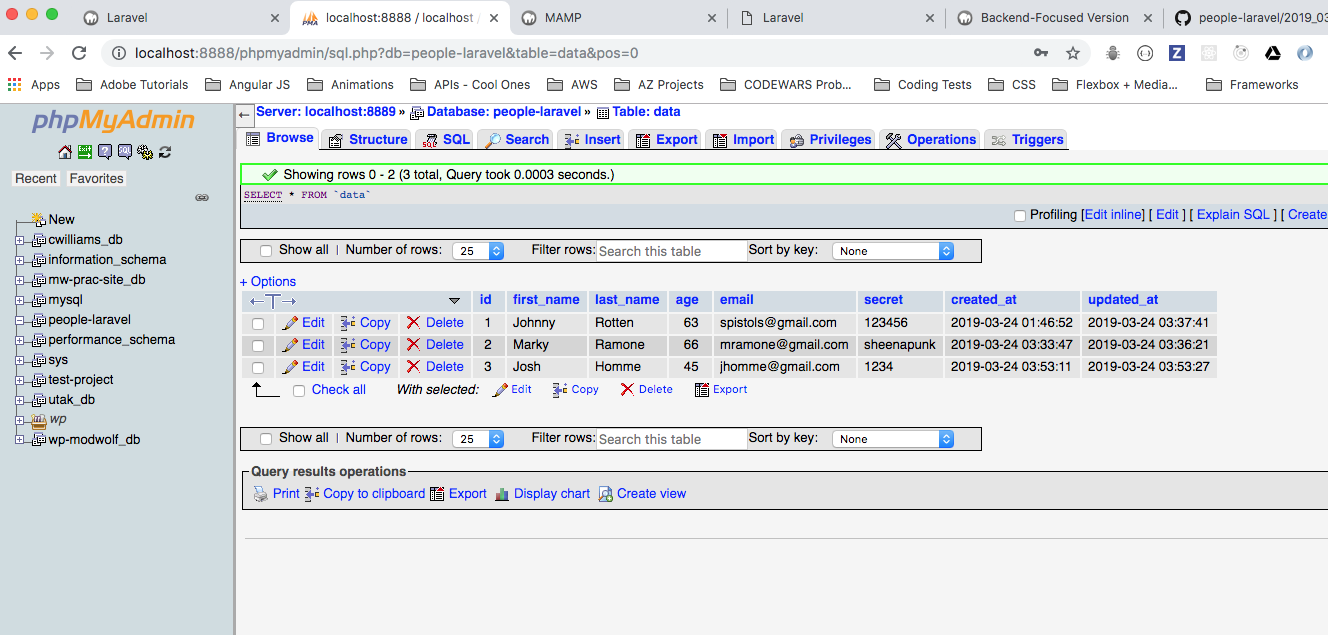 Laravel
localhost:8888 / localhost
MAMP
Laravel
Backend-Focused Version
people-laravel/2019_03
localhost:8888/phpmyadmin/sql.php?db=people-laravel&table=data&pos=0
Apps Adobe Tutorials Angular JS Animations APIs - Cool Ones AWS AZ Projects CODEWARS Prob... Coding Tests CSS Flexbox + Media... Frameworks
phpMyAdmin
Recent Favorites
New
cwilliams_db
information_schema
mw-prac-site_db
mysql
people-laravel
performance_schema
sys
test-project
utak_db
wp
wp-modwolf_db
Server: localhost:8889 » Database: people-laravel » Table: data
Browse Structure SQL Search Insert Export Import Privileges Operations Triggers
Showing rows 0 - 2 (3 total, Query took 0.0003 seconds.)
SELECT * FROM `data`
Profiling [Edit inline] [ Edit ] [ Explain SQL ] [ Create
Show all | Number of rows: 25 Filter rows: Search this table Sort by key: None
+ Options
←T→ id first_name last_name age email secret created_at updated_at
Edit Copy Delete 1 Johnny Rotten 63 spistols@gmail.com 123456 2019-03-24 01:46:52 2019-03-24 03:37:41
Edit Copy Delete 2 Marky Ramone 66 mramone@gmail.com sheenapunk 2019-03-24 03:33:47 2019-03-24 03:36:21
Edit Copy Delete 3 Josh Homme 45 jhomme@gmail.com 1234 2019-03-24 03:53:11 2019-03-24 03:53:27
Check all With selected: Edit Copy Delete Export
Show all | Number of rows: 25 Filter rows: Search this table Sort by key: None
Query results operations
Print Copy to clipboard Export Display chart Create view